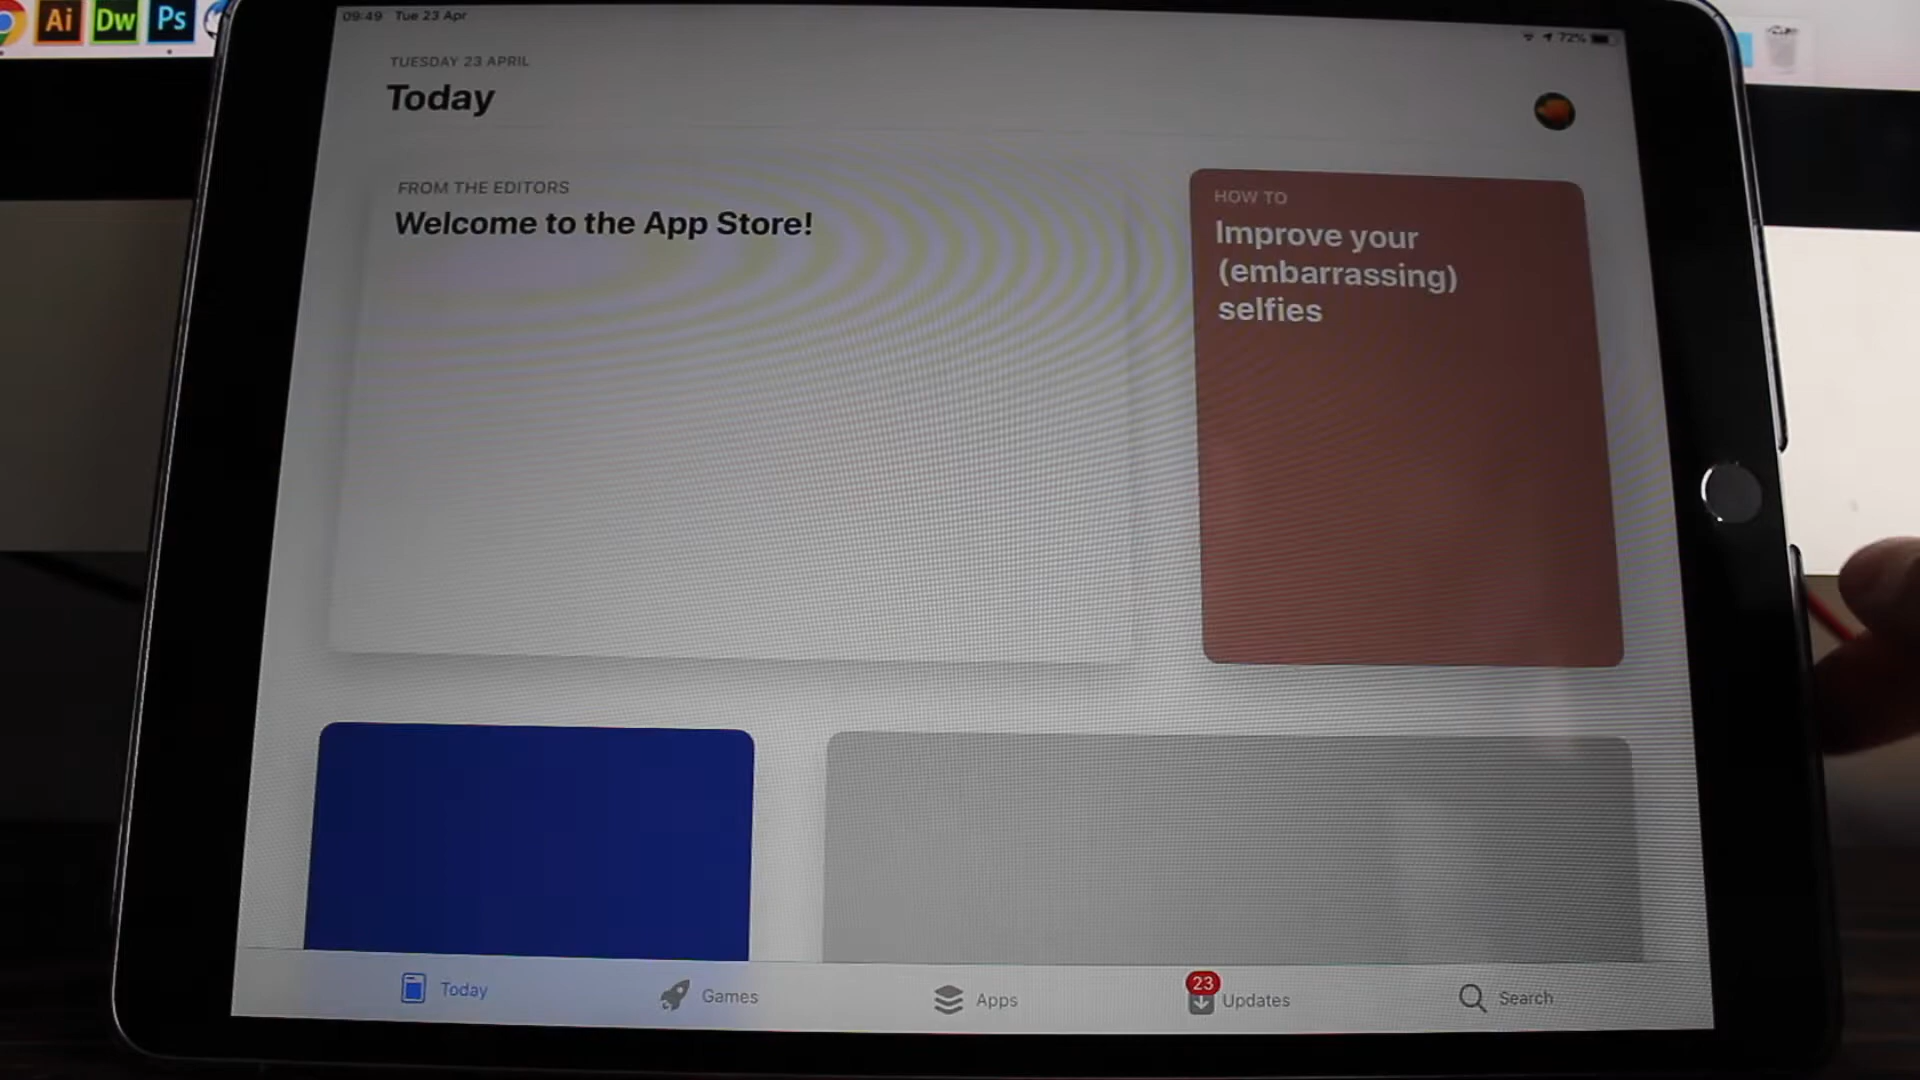 Ai Dw Ps
09:49 Tue 23 Apr
72%
TUESDAY 23 APRIL
Today
FROM THE EDITORS
Welcome to the App Store!
HOW TO
Improve your
(embarrassing)
selfies
Today
Games
Apps
23
Updates
Search